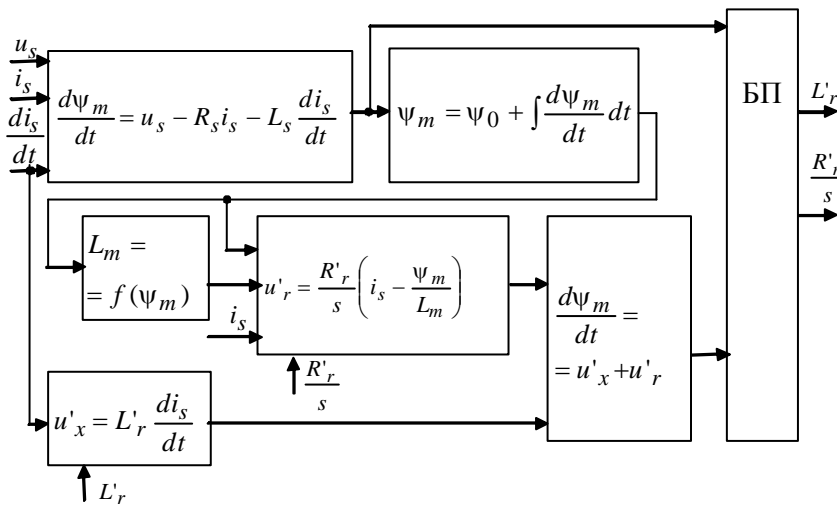 u_s
i_s
di_s/dt
dψ_m/dt = u_s − R_s i_s − L_s di_s/dt
ψ_m = ψ_0 + ∫ dψ_m/dt dt
БП
L'_r
R'_r/s
L_m =
= f(ψ_m)
u'_r = R'_r/s (i_s − ψ_m/L_m)
i_s
R'_r/s
dψ_m/dt =
= u'_x + u'_r
u'_x = L'_r di_s/dt
L'_r